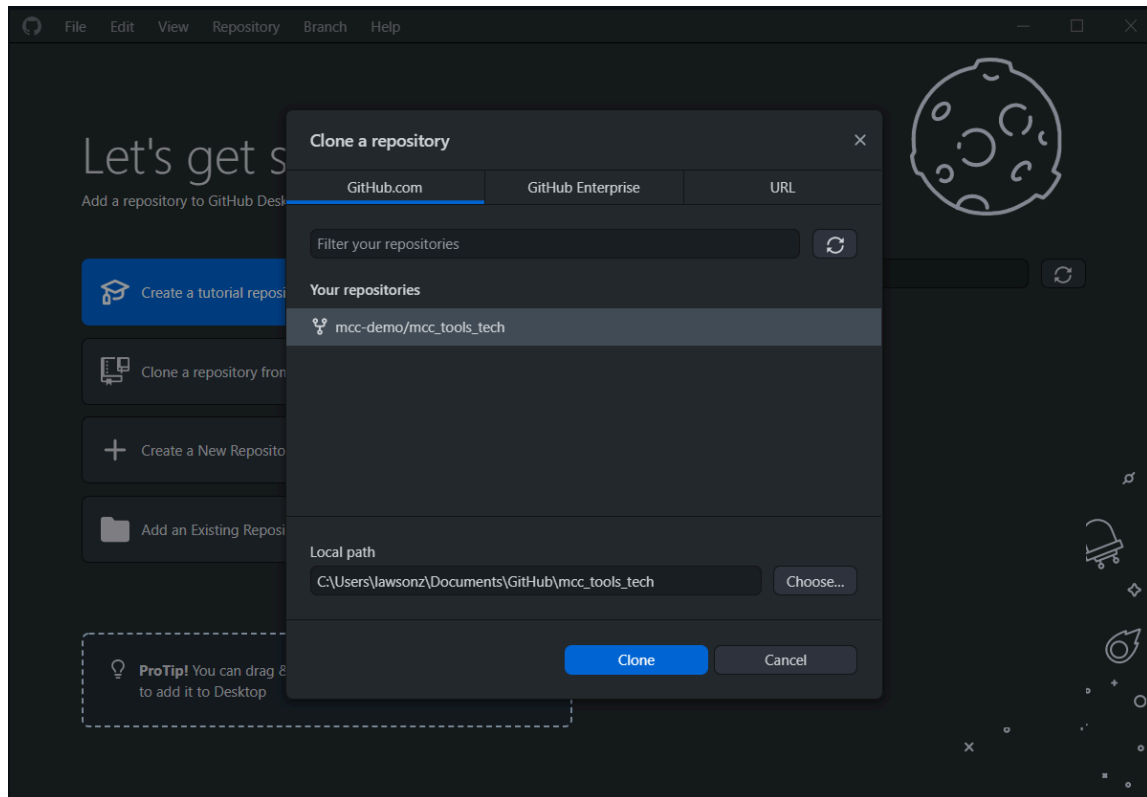 File Edit View Repository Branch Help
Let's get s
Add a repository to GitHub Desk
Create a tutorial reposi
Clone a repository from
Create a New Reposito
Add an Existing Reposi
ProTip! You can drag &
to add it to Desktop
Clone a repository
GitHub.com GitHub Enterprise URL
Filter your repositories
Your repositories
mcc-demo/mcc_tools_tech
Local path
C:\Users\lawsonz\Documents\GitHub\mcc_tools_tech Choose...
Clone Cancel